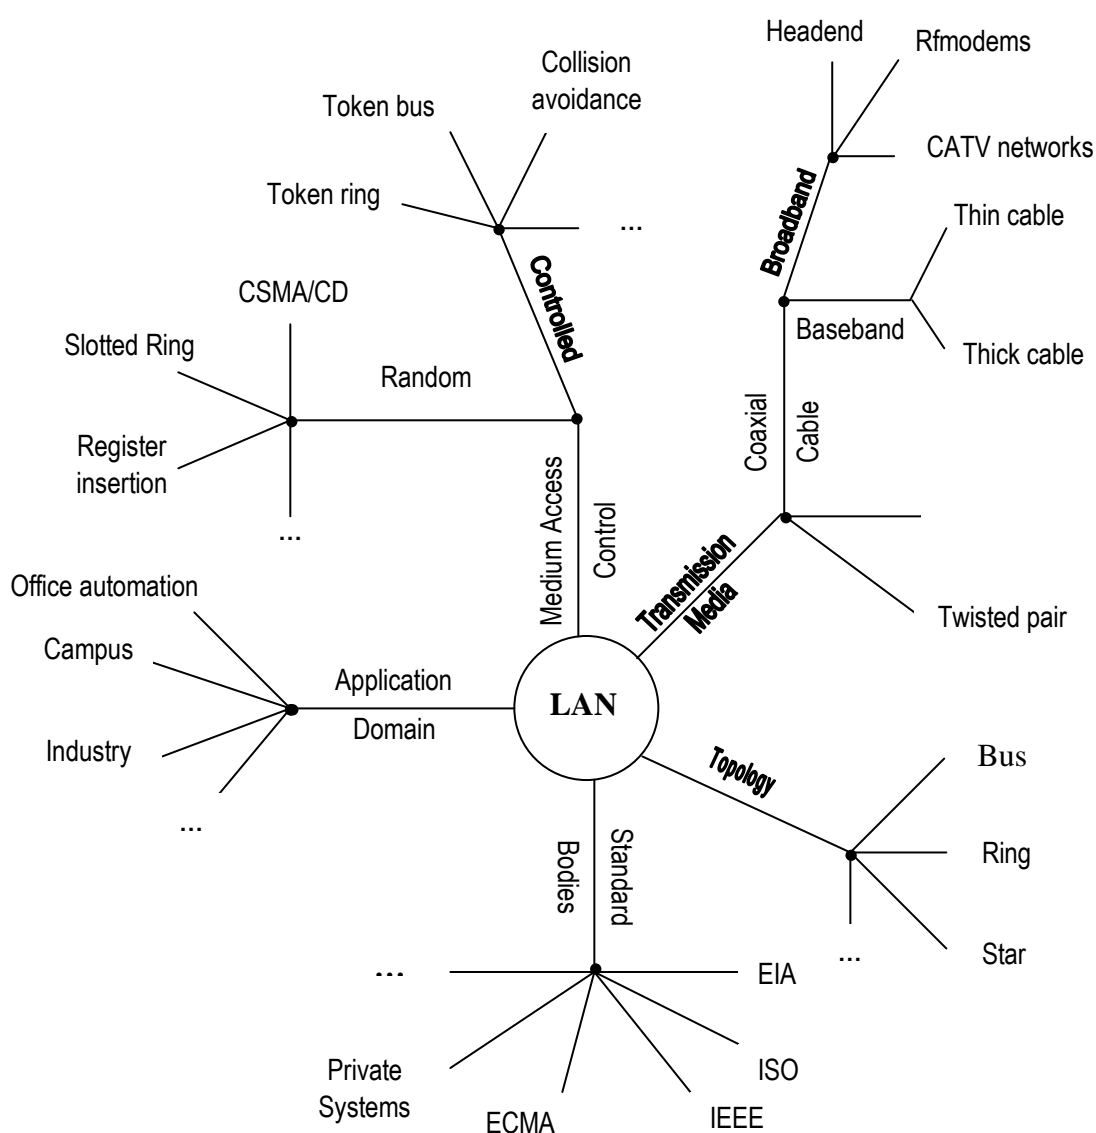 Headend
Rfmodems
Collision
avoidance
Token bus
CATV networks
Token ring
Broadband
Thin cable
...
Controlled
CSMA/CD
Baseband
Slotted Ring
Thick cable
Random
Coaxial
Cable
Register
insertion
...
Medium Access
Control
Transmission
Media
Office automation
Twisted pair
Campus
Application
Domain
LAN
Industry
Topology
Bus
...
Ring
Standard
Bodies
Star
...
...
EIA
Private
Systems
ISO
ECMA
IEEE